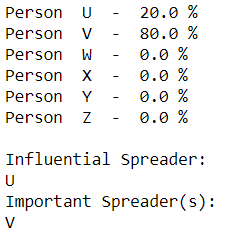 Person  U  -  20.0 %
Person  V  -  80.0 %
Person  W  -  0.0 %
Person  X  -  0.0 %
Person  Y  -  0.0 %
Person  Z  -  0.0 %
Influential Spreader:
U
Important Spreader(s):
V